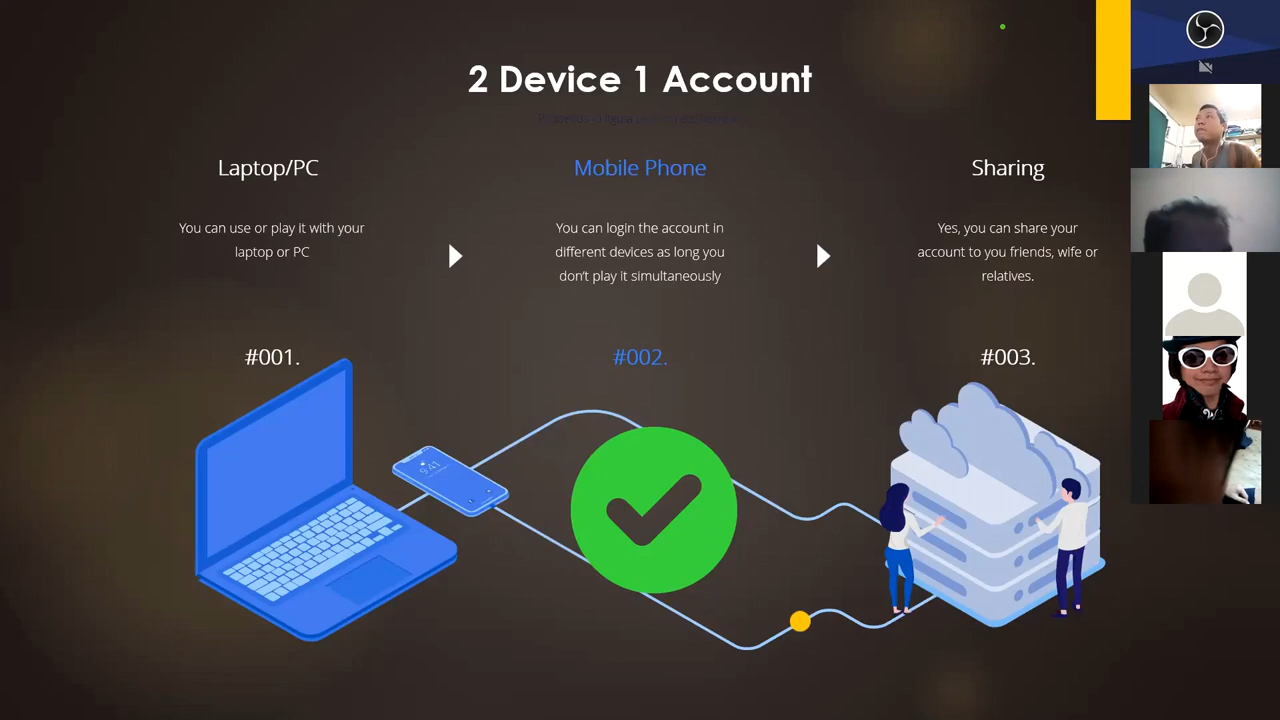 2 Device 1 Account
Laptop/PC
You can use or play it with your
laptop or PC
Mobile Phone
You can login the account in
different devices as long you
don't play it simultaneously
Sharing
Yes, you can share your
account to you friends, wife or
relatives.
#001.
#002.
#003.
9:41